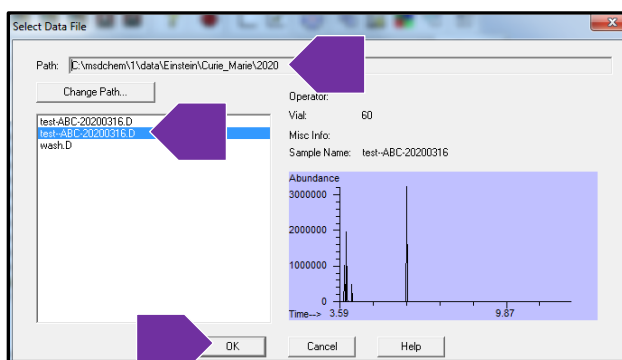 Select Data File
Path: C:\msdchem\1\data\Einstein\Curie_Marie\2020
Change Path...
Operator:
Vial: 60
Misc Info:
Sample Name: test--ABC-20200316
test-ABC-20200316.D
test--ABC-20200316.D
wash.D
Abundance
3000000
2000000
1000000
0
Time--> 3.59 9.87
OK Cancel Help